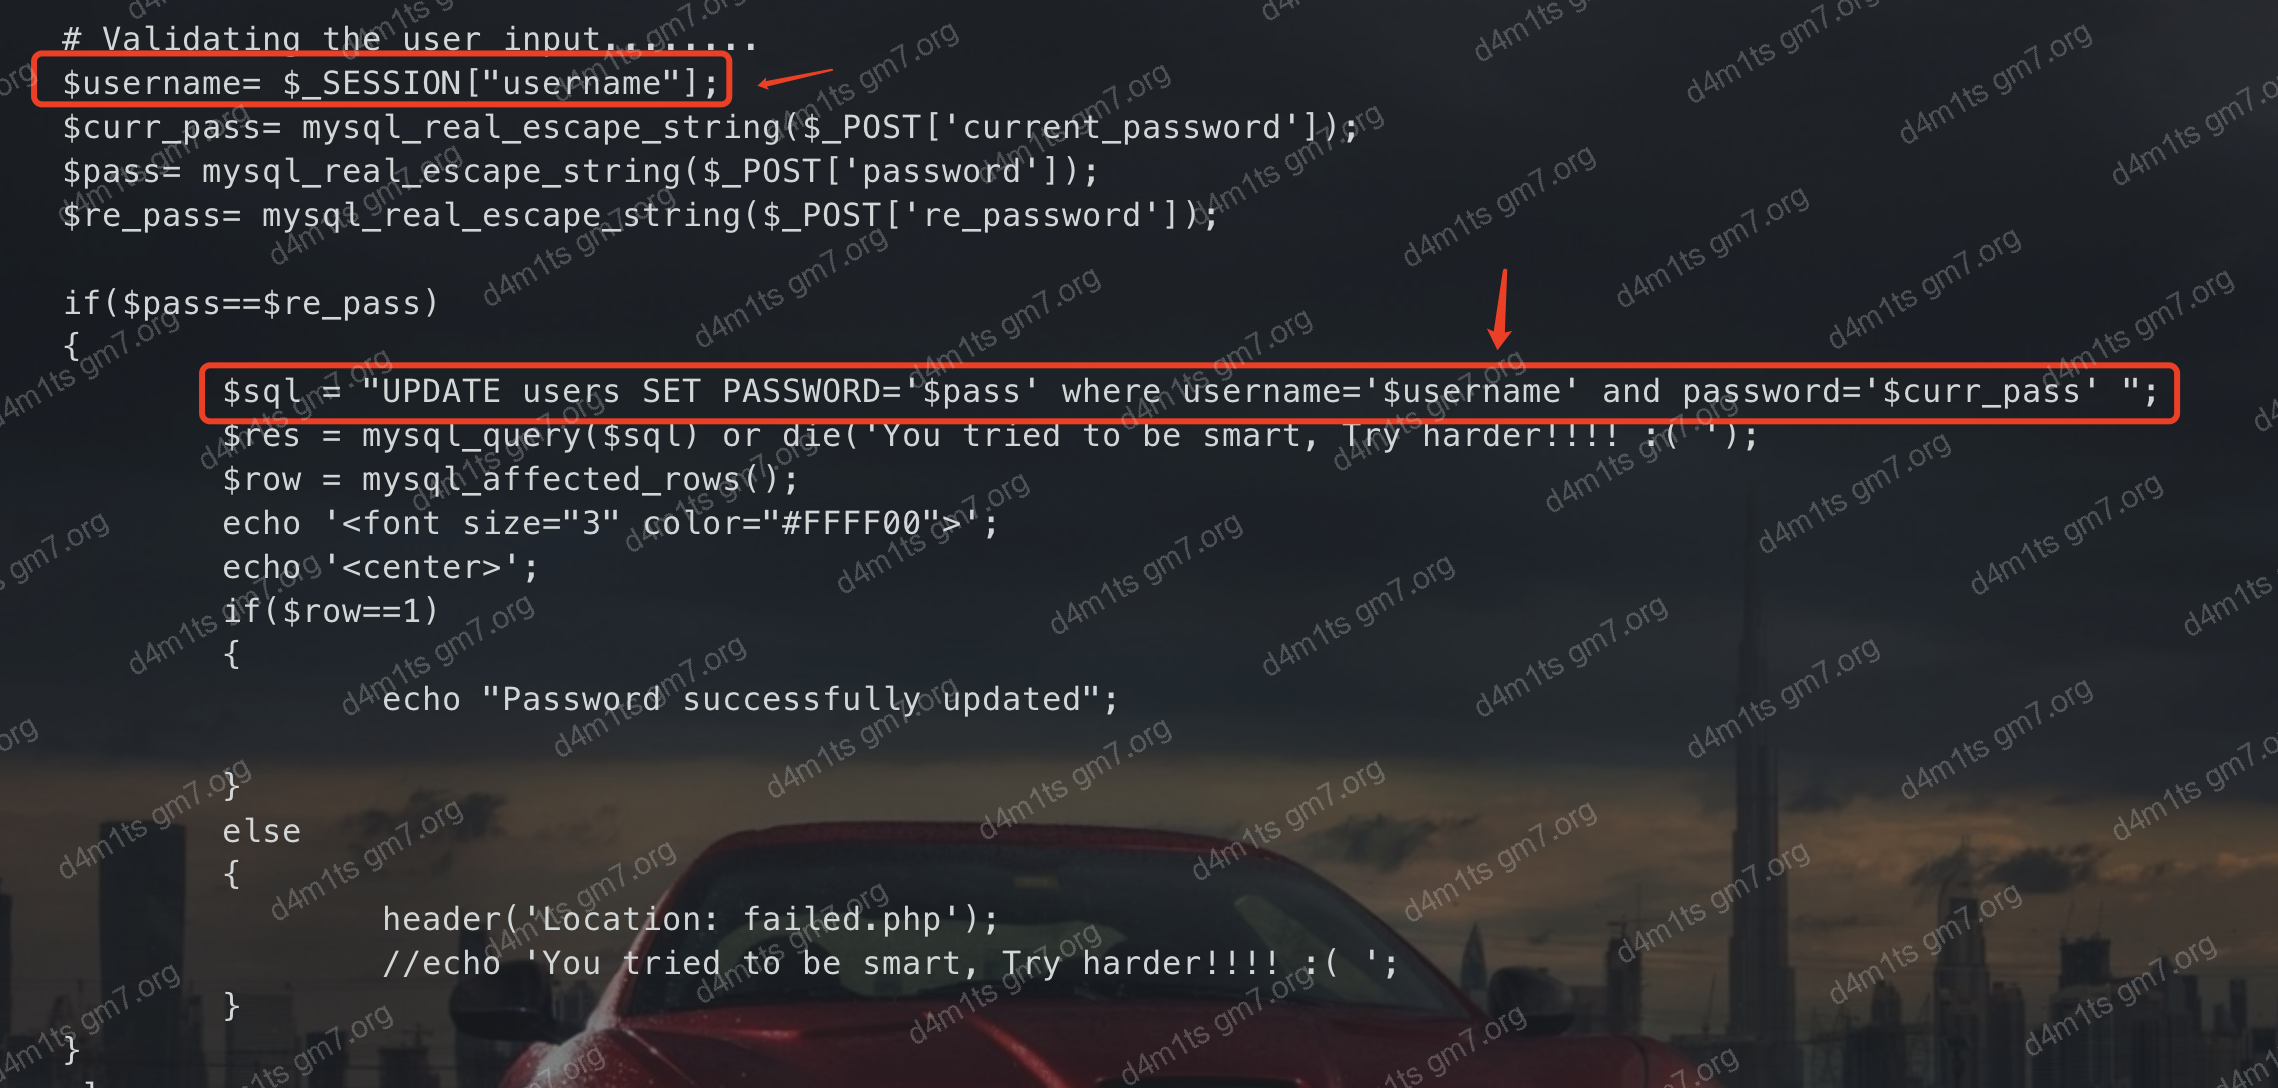 # Validating the user input........
$username= $_SESSION["username"];
$curr_pass= mysql_real_escape_string($_POST['current_password']);
$pass= mysql_real_escape_string($_POST['password']);
$re_pass= mysql_real_escape_string($_POST['re_password']);
if($pass==$re_pass)
{
$sql = "UPDATE users SET PASSWORD='$pass' where username='$username' and password='$curr_pass' ";
$res = mysql_query($sql) or die('You tried to be smart, Try harder!!!! :( ');
$row = mysql_affected_rows();
echo '<font size="3" color="#FFFF00">';
echo '<center>';
if($row==1)
{
echo "Password successfully updated";
}
else
{
header('Location: failed.php');
//echo 'You tried to be smart, Try harder!!!! :( ';
}
}
d4m1ts gm7.org